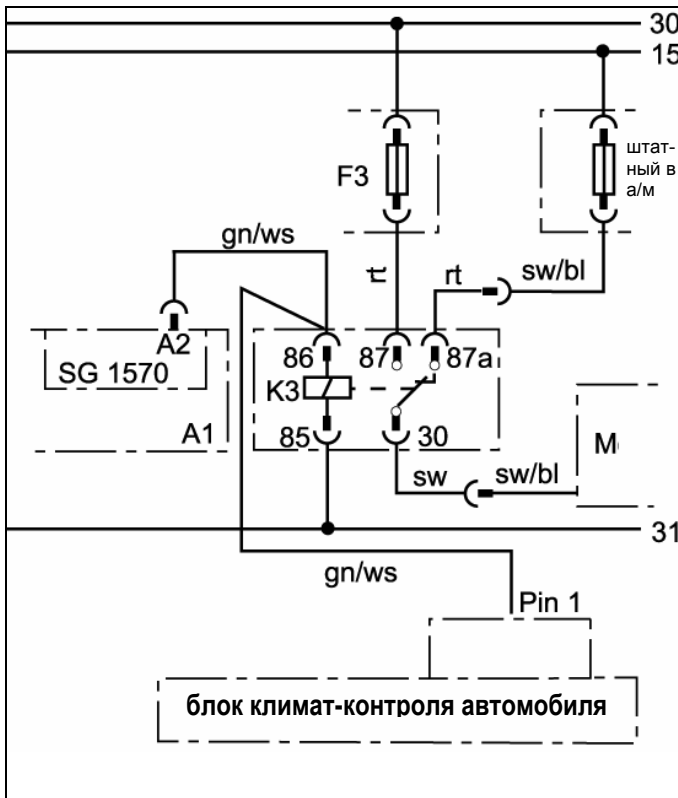 30
15
штат-
ный в
а/м
F3
gn/ws
rt
rt
sw/bl
A2
SG 1570
A1
86
87
87a
K3
85
30
sw
sw/bl
M
31
gn/ws
Pin 1
блок климат-контроля автомобиля